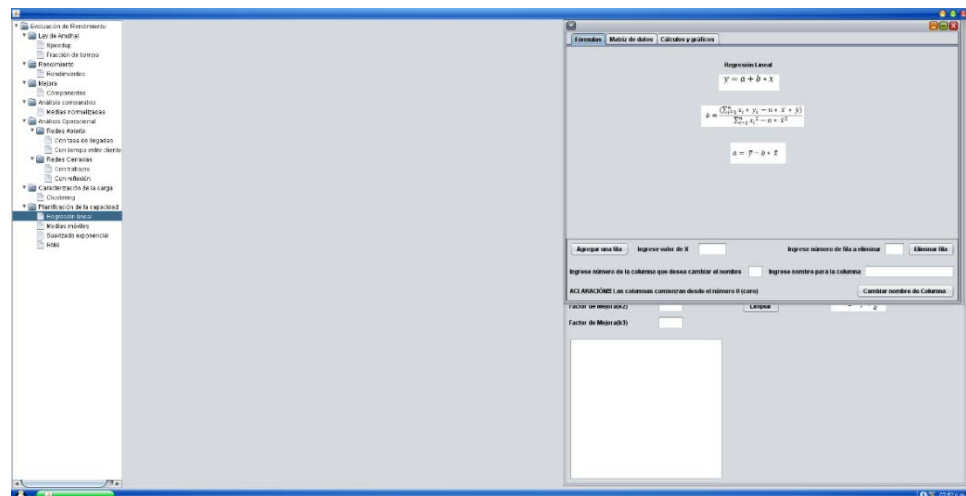 Evaluación de Rendimiento
Ley de Amdhal
Speedup
Fracción de tiempo
Rendimiento
Rendimientos
Mejora
Componentes
Análisis comparativo
Medias normalizadas
Análisis Operacional
Redes Abierta
Con tasa de llegadas
Con tiempo entre cliente
Redes Cerradas
Con trabajos
Con reflexión
Caracterización de la carga
Clustering
Planificación de la capacidad
Regresión lineal
Medias móviles
Suavizado exponencial
Fórmulas Matriz de datos Cálculos y gráficos
Regresión Lineal
y = a + b * x
a = ȳ − b * x̄
Agregar una fila Ingrese valor de X Ingrese número de fila a eliminar Eliminar fila
Ingrese número de la columna que desea cambiar el nombre Ingrese nombre para la columna
ACLARACIÓN!! Las columnas comienzan desde el número 0 (cero) Cambiar nombre de Columna
Factor de Mejora(k2) Limpiar
Factor de Mejora(k3)